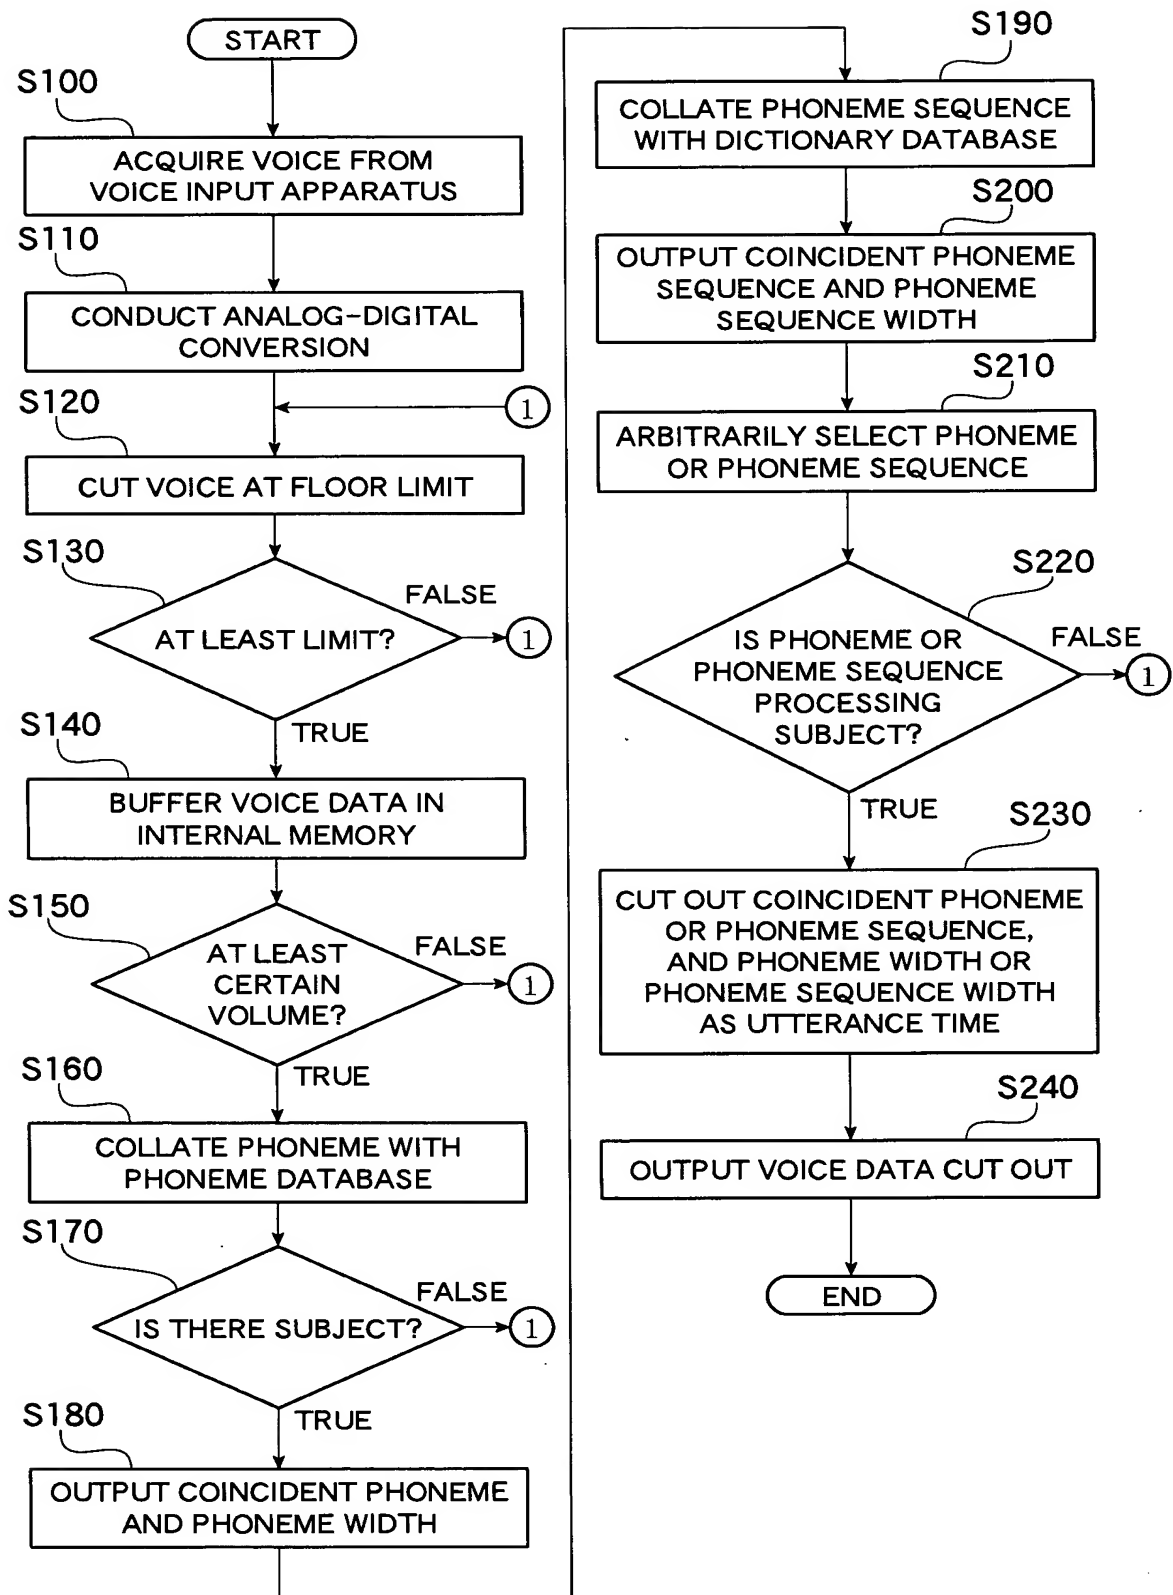 START
S100
ACQUIRE VOICE FROM
VOICE INPUT APPARATUS
S110
CONDUCT ANALOG-DIGITAL
CONVERSION
S120
1
CUT VOICE AT FLOOR LIMIT
S130
FALSE
AT LEAST LIMIT?
1
TRUE
S140
BUFFER VOICE DATA IN
INTERNAL MEMORY
S150
FALSE
AT LEAST
CERTAIN
VOLUME?
1
TRUE
S160
COLLATE PHONEME WITH
PHONEME DATABASE
S170
FALSE
IS THERE SUBJECT?
1
TRUE
S180
OUTPUT COINCIDENT PHONEME
AND PHONEME WIDTH
S190
COLLATE PHONEME SEQUENCE
WITH DICTIONARY DATABASE
S200
OUTPUT COINCIDENT PHONEME
SEQUENCE AND PHONEME
SEQUENCE WIDTH
S210
ARBITRARILY SELECT PHONEME
OR PHONEME SEQUENCE
S220
FALSE
IS PHONEME OR
PHONEME SEQUENCE
PROCESSING
SUBJECT?
1
TRUE
S230
CUT OUT COINCIDENT PHONEME
OR PHONEME SEQUENCE,
AND PHONEME WIDTH OR
PHONEME SEQUENCE WIDTH
AS UTTERANCE TIME
S240
OUTPUT VOICE DATA CUT OUT
END